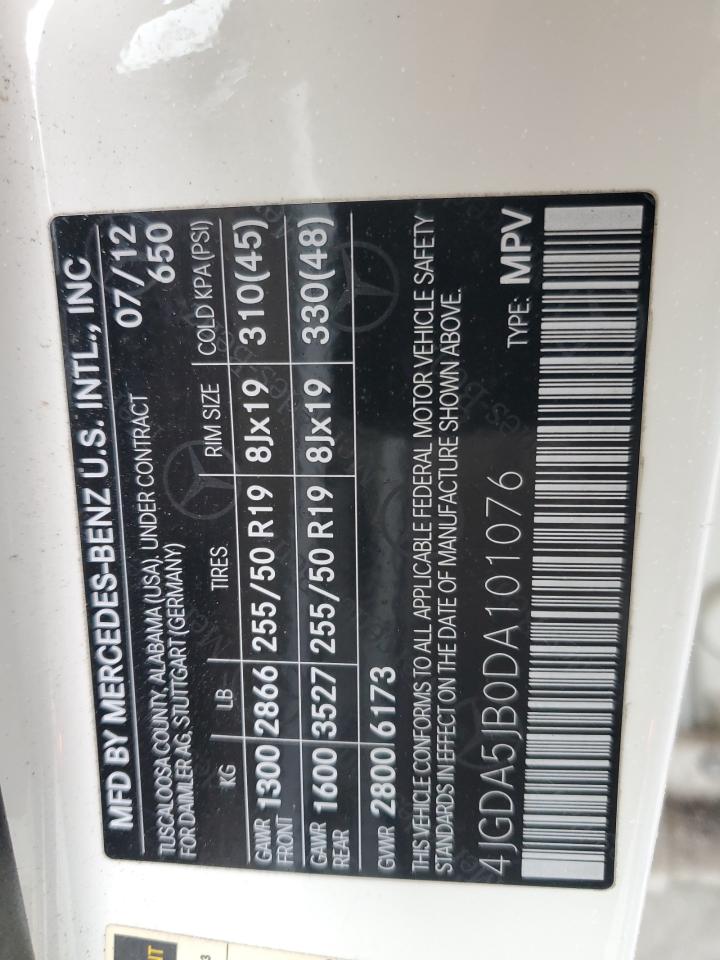 MFD BY MERCEDES-BENZ U.S. INTL., INC
07/12
TUSCALOOSA COUNTY, ALABAMA (USA). UNDER CONTRACT
650
FOR DAIMLER AG, STUTTGART (GERMANY)
KG LB TIRES RIM SIZE COLD KPA (PSI)
GAWR FRONT 1300 2866 255/50 R19 8Jx19 310(45)
GAWR REAR 1600 3527 255/50 R19 8Jx19 330(48)
GWR 2800 6173
THIS VEHICLE CONFORMS TO ALL APPLICABLE FEDERAL MOTOR VEHICLE SAFETY
STANDARDS IN EFFECT ON THE DATE OF MANUFACTURE SHOWN ABOVE.
4JGDA5JB0DA101076 TYPE: MPV